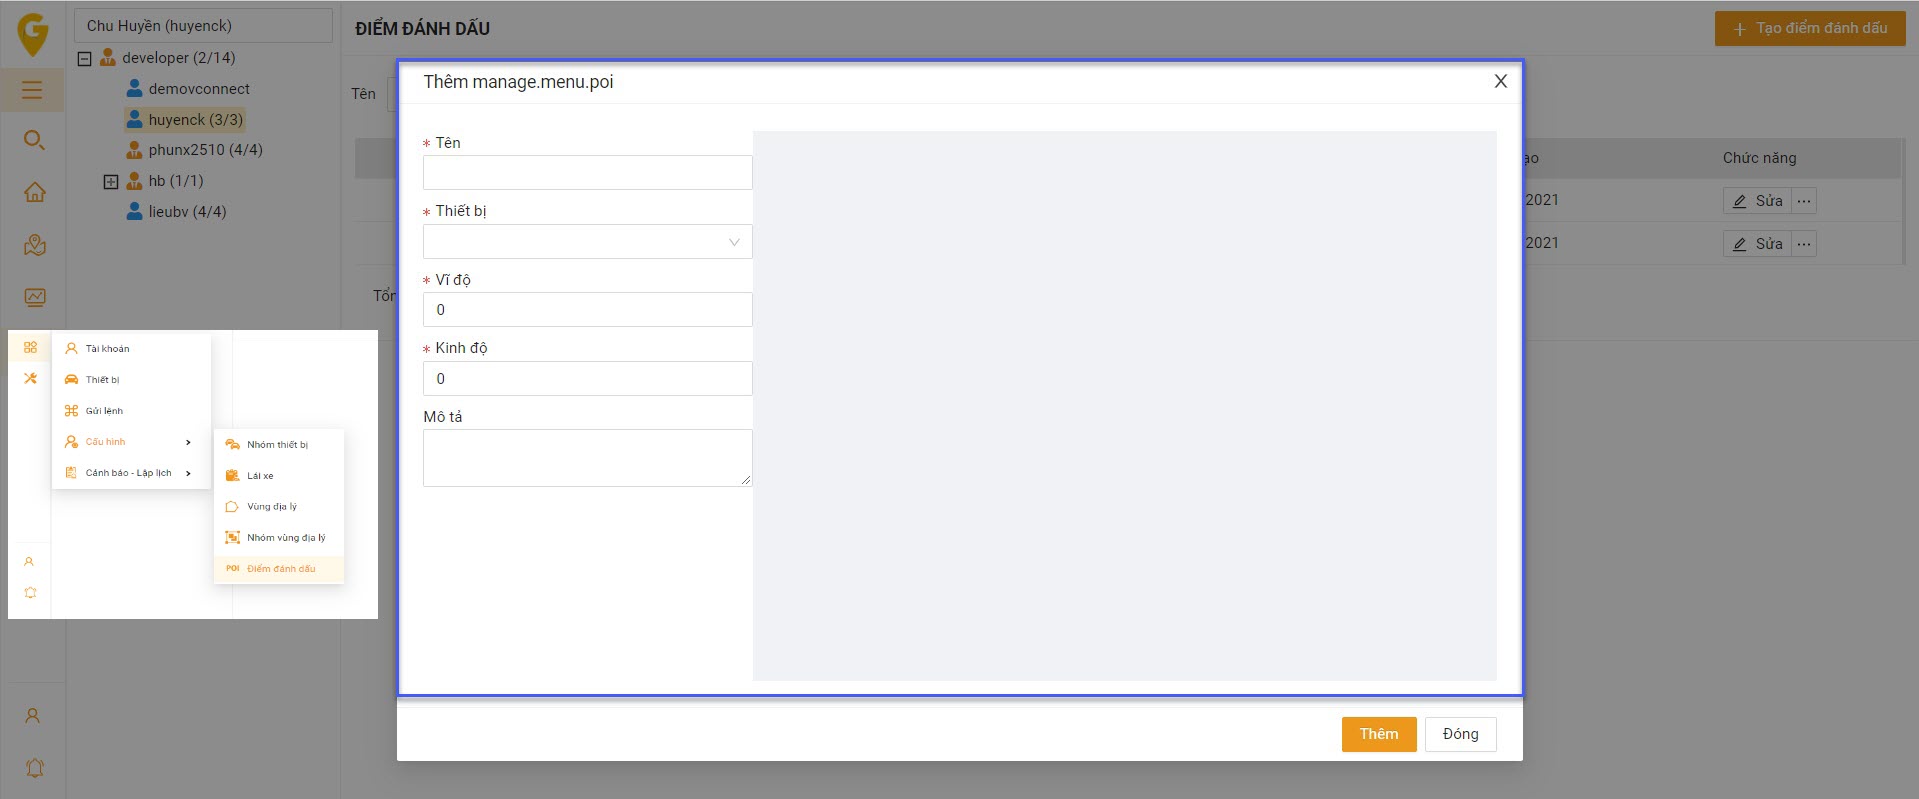 Chu Huyền (huyenck)
developer (2/14)
demovconnect
huyenck (3/3)
phunx2510 (4/4)
hb (1/1)
lieubv (4/4)
ĐIỂM ĐÁNH DẤU
+ Tạo điểm đánh dấu
Tên
Chức năng
2021
Sửa
2021
Sửa
Thêm manage.menu.poi
* Tên
* Thiết bị
* Vĩ độ
0
* Kinh độ
0
Mô tả
Thêm
Đóng
Tài khoản
Thiết bị
Gửi lệnh
Cấu hình
Cảnh báo - Lập lịch
Nhóm thiết bị
Lái xe
Vùng địa lý
Nhóm vùng địa lý
POI Điểm đánh dấu